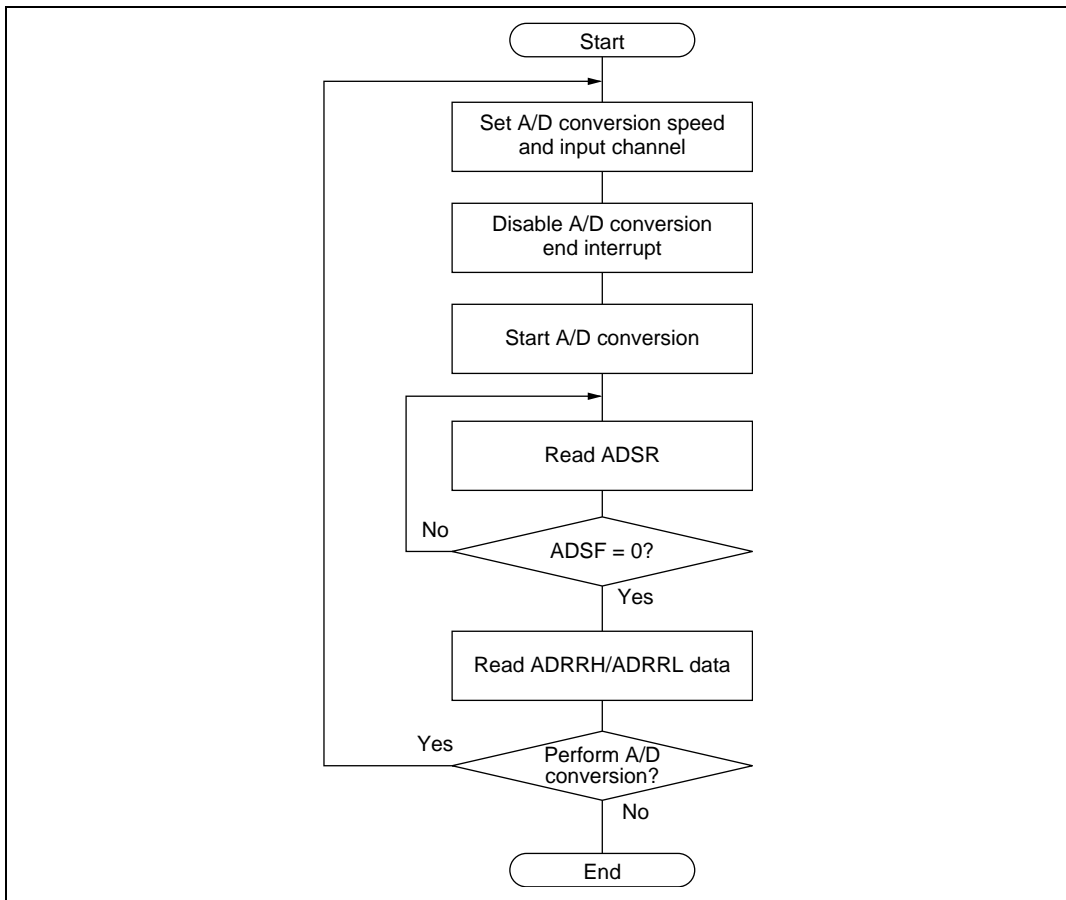 Start
Set A/D conversion speed
and input channel
Disable A/D conversion
end interrupt
Start A/D conversion
Read ADSR
No
ADSF = 0?
Yes
Read ADRRH/ADRRL data
Yes
Perform A/D
conversion?
No
End